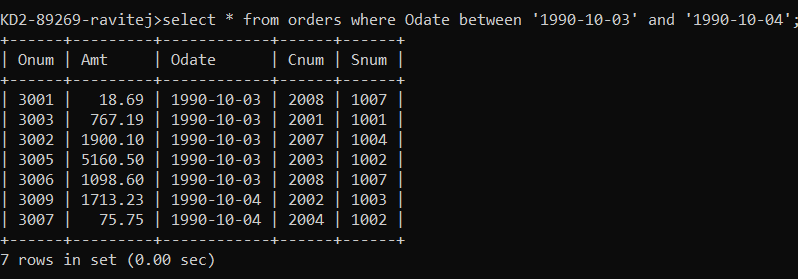 KD2-89269-ravitej>select * from orders where Odate between '1990-10-03' and '1990-10-04';
+------+---------+------------+------+------+
| Onum | Amt     | Odate      | Cnum | Snum |
+------+---------+------------+------+------+
| 3001 |   18.69 | 1990-10-03 | 2008 | 1007 |
| 3003 |  767.19 | 1990-10-03 | 2001 | 1001 |
| 3002 | 1900.10 | 1990-10-03 | 2007 | 1004 |
| 3005 | 5160.50 | 1990-10-03 | 2003 | 1002 |
| 3006 | 1098.60 | 1990-10-03 | 2008 | 1007 |
| 3009 | 1713.23 | 1990-10-04 | 2002 | 1003 |
| 3007 |   75.75 | 1990-10-04 | 2004 | 1002 |
+------+---------+------------+------+------+
7 rows in set (0.00 sec)